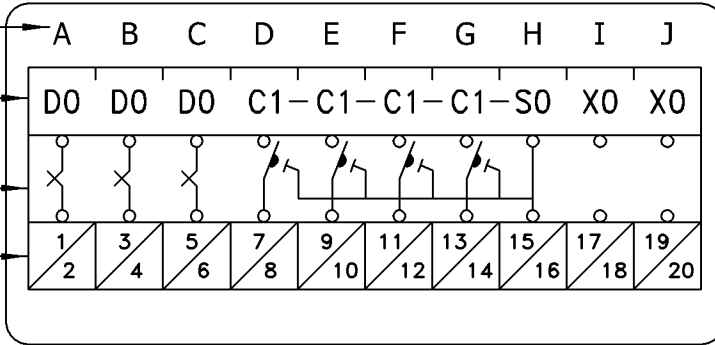 A B C D E F G H I J
D0 D0 D0 C1-C1-C1-C1-S0 X0 X0
1 3 5 7 9 11 13 15 17 19
2 4 6 8 10 12 14 16 18 20